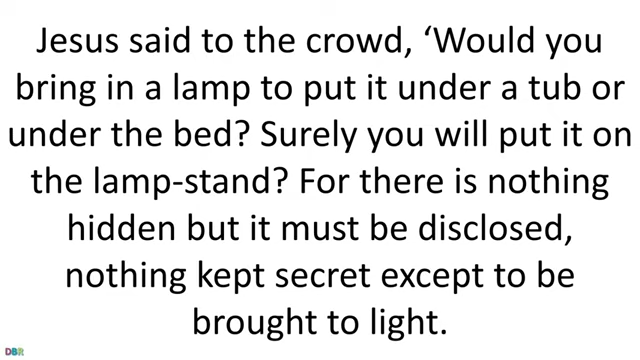 Jesus said to the crowd, ‘Would you
bring in a lamp to put it under a tub or
under the bed? Surely you will put it on
the lamp-stand? For there is nothing
hidden but it must be disclosed,
nothing kept secret except to be
brought to light.
DBR